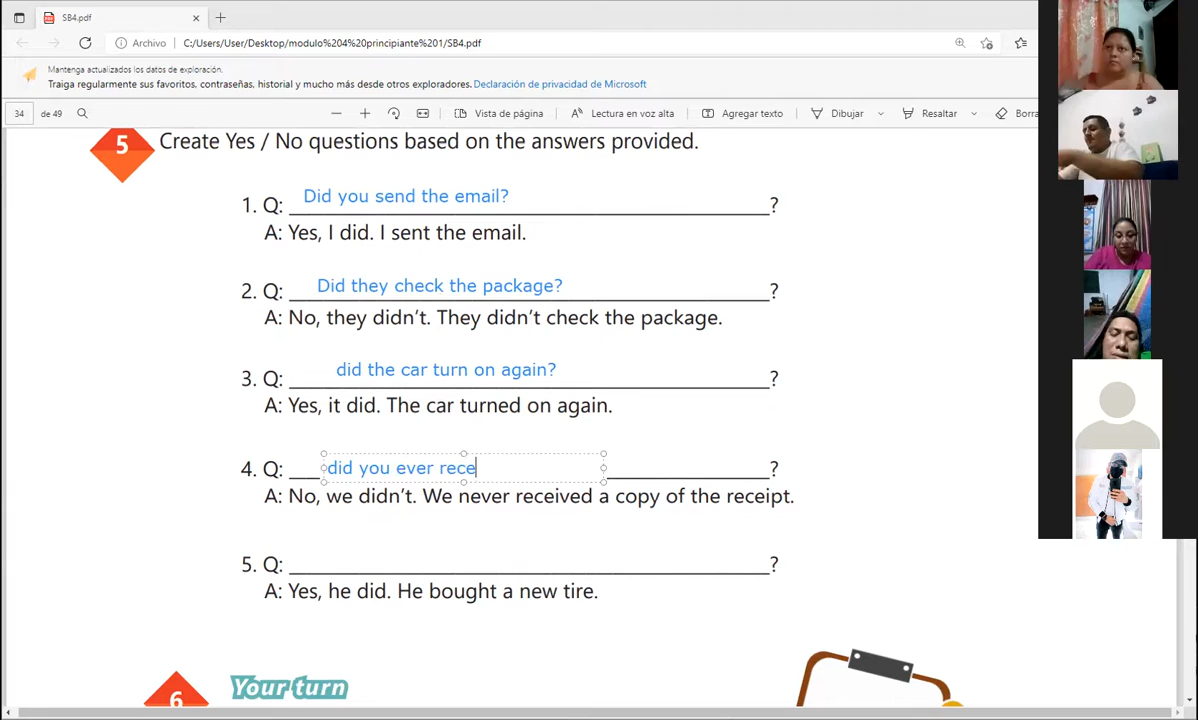 SB4.pdf
Archivo
C:/Users/User/Desktop/modulo%204%20principiante%201/SB4.pdf
Mantenga actualizados los datos de exploración.
Traiga regularmente sus favoritos, contraseñas, historial y mucho más desde otros exploradores. Declaración de privacidad de Microsoft
34 de 49 Vista de página Lectura en voz alta Agregar texto Dibujar Resaltar Borra
5 Create Yes / No questions based on the answers provided.
1. Q: Did you send the email? ?
A: Yes, I did. I sent the email.
2. Q: Did they check the package? ?
A: No, they didn't. They didn't check the package.
3. Q: did the car turn on again? ?
A: Yes, it did. The car turned on again.
4. Q: did you ever rece ?
A: No, we didn't. We never received a copy of the receipt.
5. Q: ?
A: Yes, he did. He bought a new tire.
6 Your turn